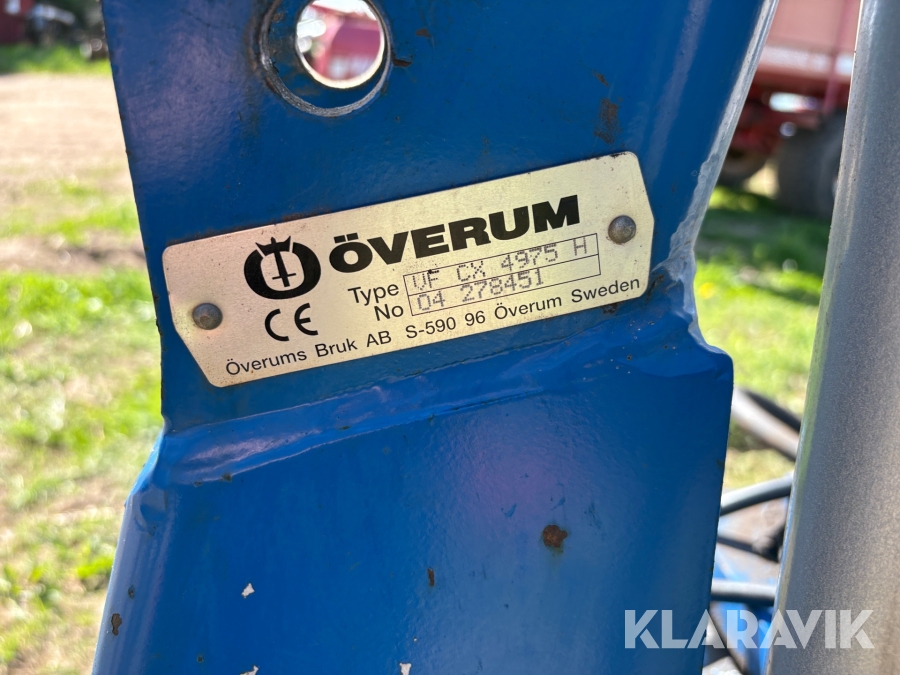 ÖVERUM
Type VF CX 4975 H
No 04 278451
CE
Överums Bruk AB S-590 96 Överum Sweden
KLARAVIK